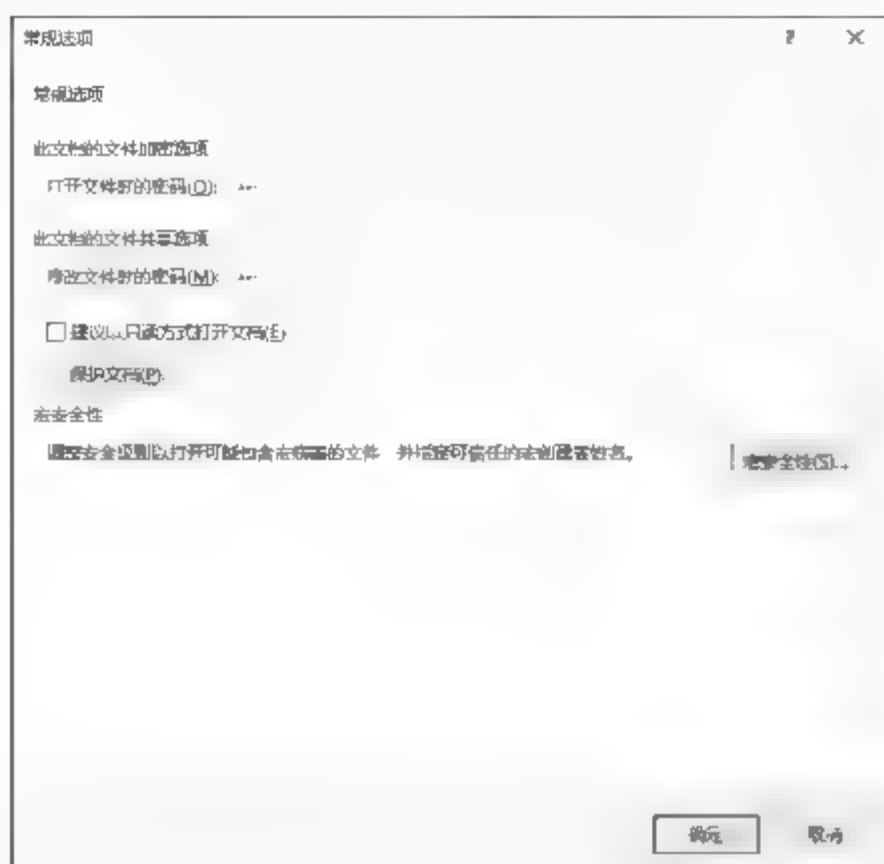 常规选项
常规选项
此文档的文件加密选项
打开文件时的密码(O): ***
此文档的文件共享选项
修改文件时的密码(M): ***
建议以只读方式打开文档(E)
保护文档(P)...
宏安全性
调整安全级别以打开可能包含宏病毒的文件，并指定可信任的宏创建者姓名。
宏安全性(S)...
确定 取消